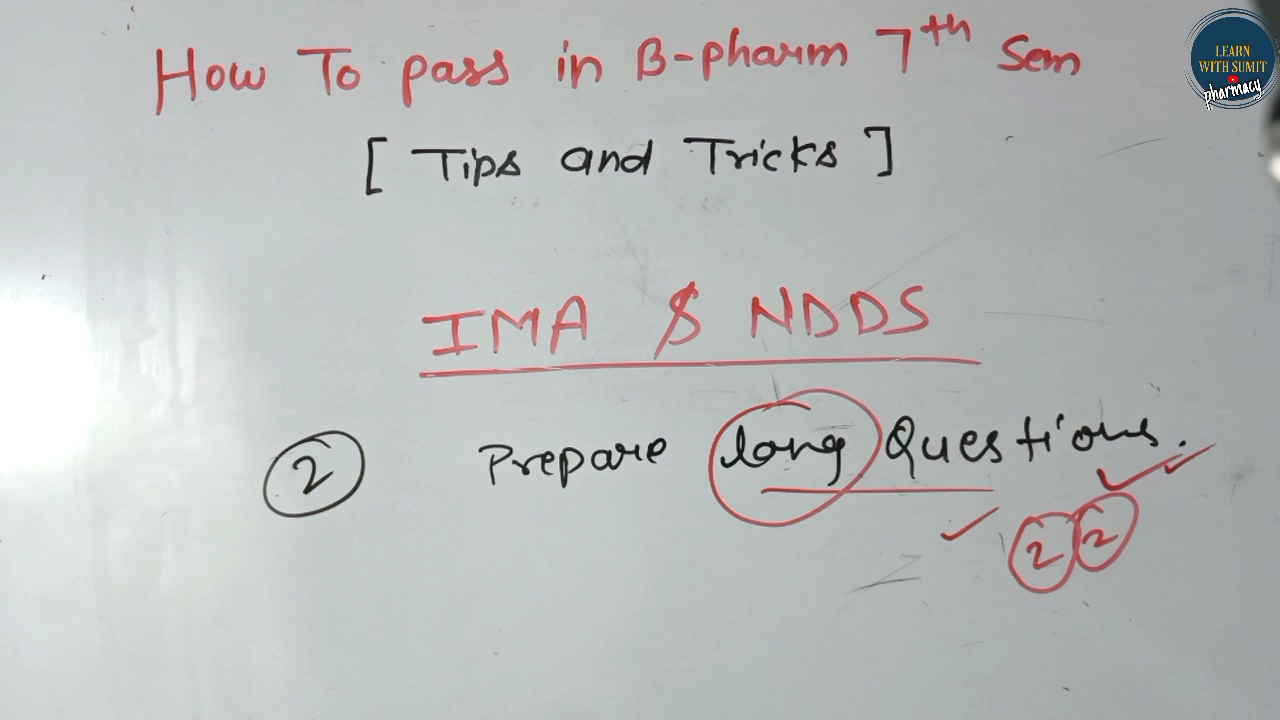 How To pass in B-pharm 7th Sem
[ Tips and Tricks ]
IMA & NDDS
2 Prepare long Questions.
2 2
LEARN
WITH SUMIT
pharmacy